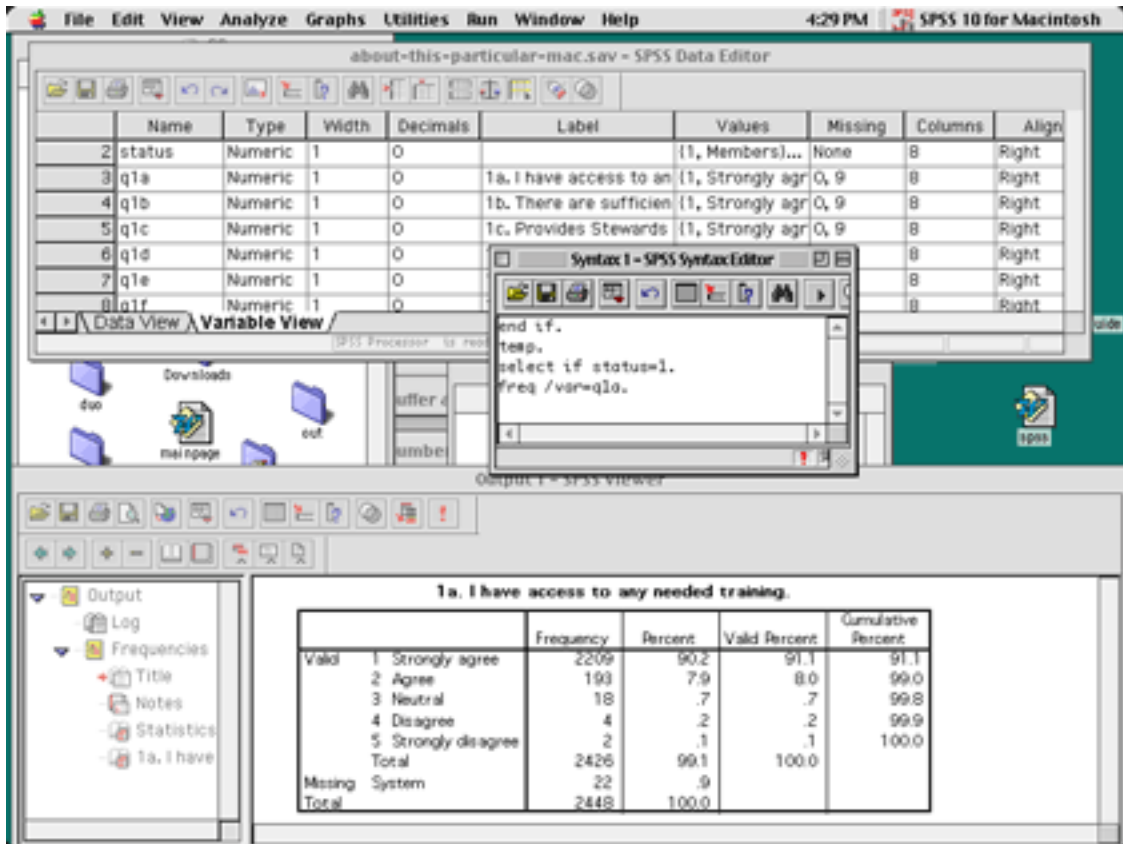 File Edit View Analyze Graphs Utilities Run Window Help 4:29 PM SPSS 10 for Macintosh
about-this-particular-mac.sav - SPSS Data Editor
Name Type Width Decimals Label Values Missing Columns Align
2 status Numeric 1 0 {1, Members}... None 8 Right
3 q1a Numeric 1 0 1a. I have access to an {1, Strongly agr 0, 9 8 Right
4 q1b Numeric 1 0 1b. There are sufficien {1, Strongly agr 0, 9 8 Right
5 q1c Numeric 1 0 1c. Provides Stewards {1, Strongly agr 0, 9 8 Right
6 q1d Numeric 1 0 8 Right
7 q1e Numeric 1 0 8 Right
8 q1f Numeric 1 0 8 Right
Data View Variable View
SPSS Processor is read
Syntax 1 - SPSS Syntax Editor
end if.
temp.
select if status=1.
freq /var=q1a.
uide
Downloads
duo
out
mainpage
uffer
umber
spss
Output 1 - SPSS Viewer
Output
Log
Frequencies
Title
Notes
Statistics
1a. I have
1a. I have access to any needed training.
Frequency Percent Valid Percent Cumulative Percent
Valid 1 Strongly agree 2209 90.2 91.1 91.1
2 Agree 193 7.9 8.0 99.0
3 Neutral 18 .7 .7 99.8
4 Disagree 4 .2 .2 99.9
5 Strongly disagree 2 .1 .1 100.0
Total 2426 99.1 100.0
Missing System 22 .9
Total 2448 100.0